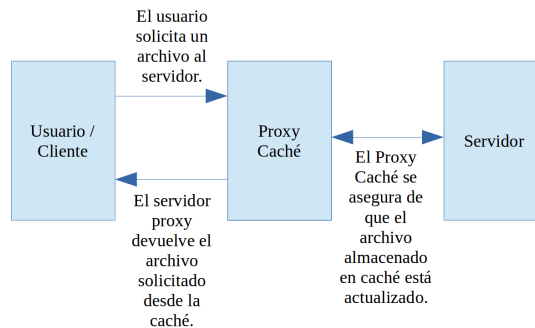 El usuario
solicita un
archivo al
servidor.
Usuario /
Cliente
Proxy
Caché
Servidor
El servidor
proxy
devuelve el
archivo
solicitado
desde la
caché.
El Proxy
Caché se
asegura de
que el
archivo
almacenado
en caché está
actualizado.